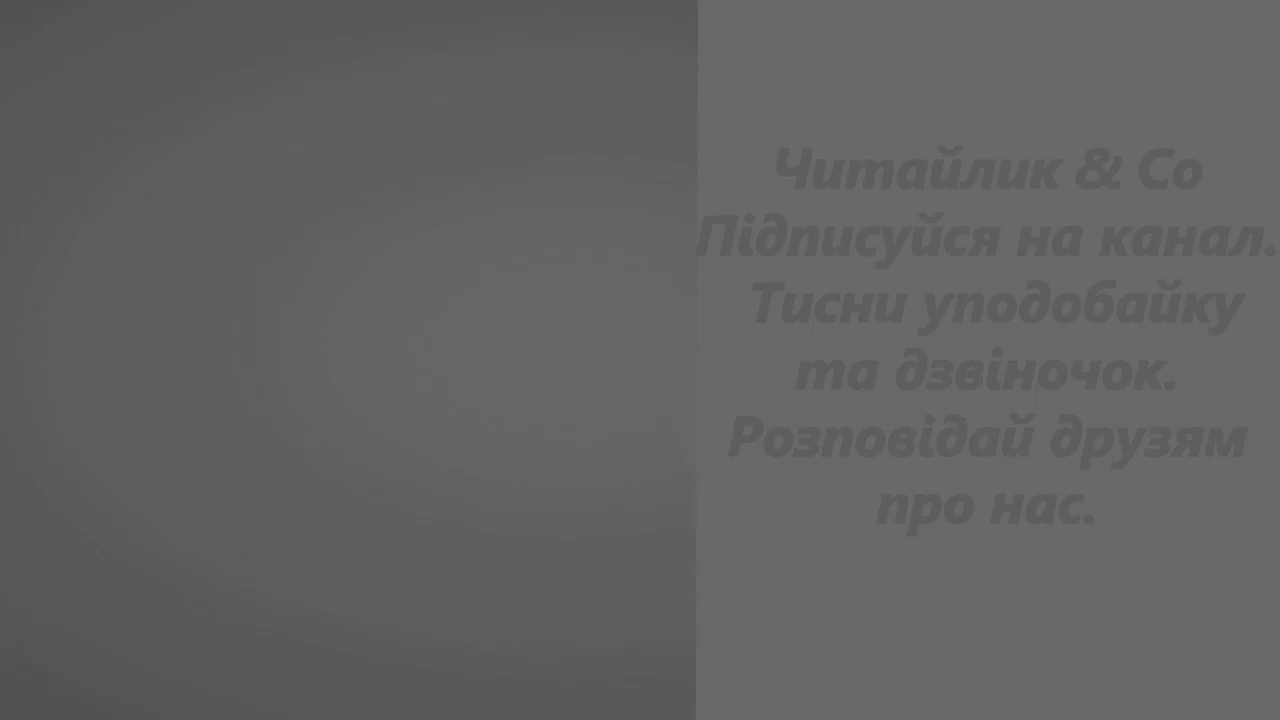 Читайлик & Co
Підписуйся на канал.
Тисни уподобайку
та дзвіночок.
Розповідай друзям
про нас.